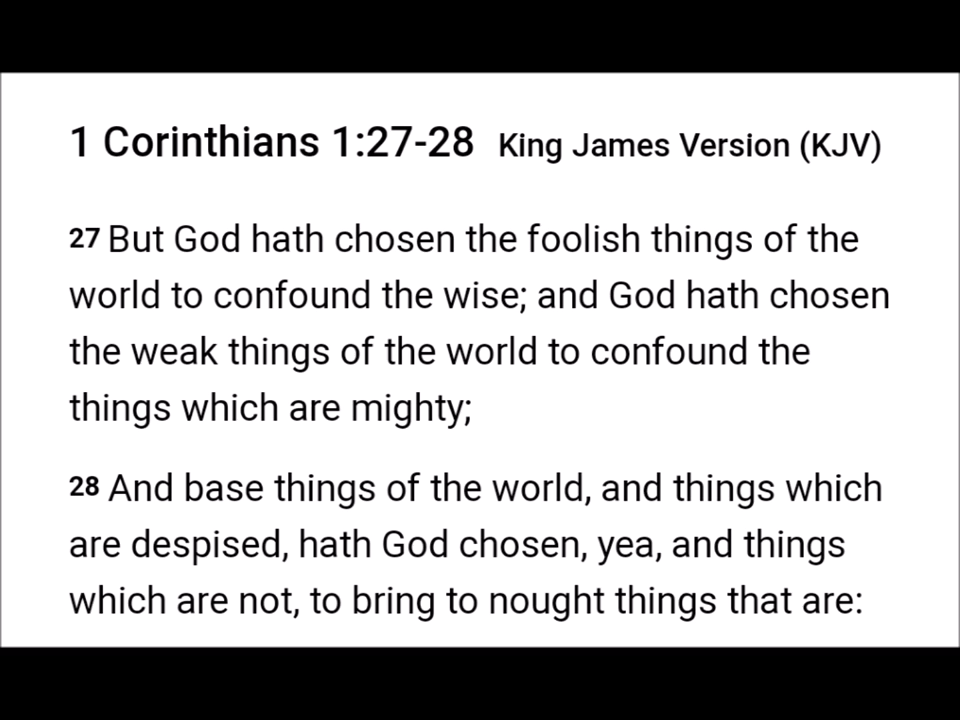 1 Corinthians 1:27-28 King James Version (KJV)
27 But God hath chosen the foolish things of the
world to confound the wise; and God hath chosen
the weak things of the world to confound the
things which are mighty;
28 And base things of the world, and things which
are despised, hath God chosen, yea, and things
which are not, to bring to nought things that are: